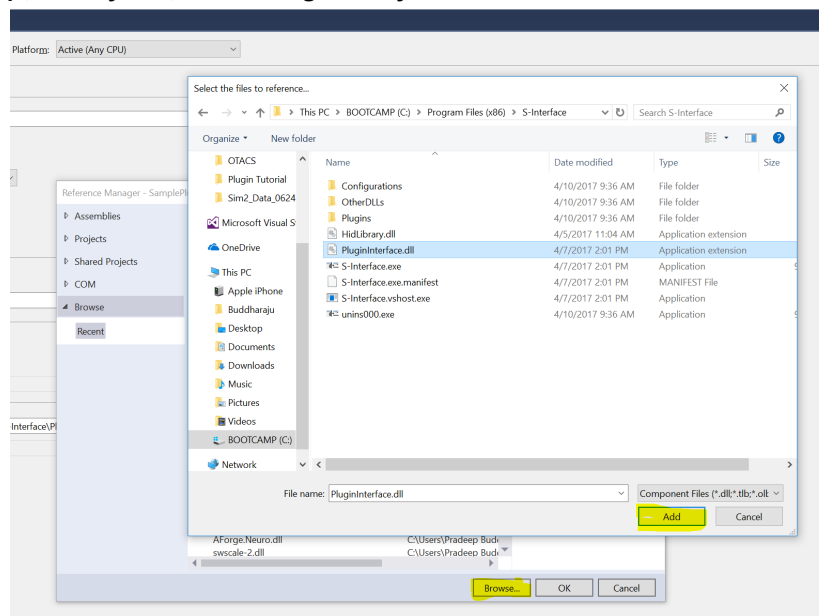 Platform: Active (Any CPU)
Select the files to reference...
This PC > BOOTCAMP (C:) > Program Files (x86) > S-Interface
Search S-Interface
Organize
New folder
Name Date modified Type Size
OTACS
Plugin Tutorial
Sim2_Data_0624
Microsoft Visual S
OneDrive
This PC
Apple iPhone
Buddharaju
Desktop
Documents
Downloads
Music
Pictures
Videos
BOOTCAMP (C:)
Network
Configurations 4/10/2017 9:36 AM File folder
OtherDLLs 4/10/2017 9:36 AM File folder
Plugins 4/10/2017 9:36 AM File folder
HidLibrary.dll 4/5/2017 11:04 AM Application extension
PluginInterface.dll 4/7/2017 2:01 PM Application extension
S-Interface.exe 4/7/2017 2:01 PM Application 9
S-Interface.exe.manifest 4/7/2017 2:01 PM MANIFEST File
S-Interface.vshost.exe 4/7/2017 2:01 PM Application
unins000.exe 4/10/2017 9:36 AM Application 9
File name: PluginInterface.dll
Component Files (*.dll;*.tlb;*.olb
Add Cancel
Reference Manager - SamplePl
Assemblies
Projects
Shared Projects
COM
Browse
Recent
-Interface\Pl
AForge.Neuro.dll C:\Users\Pradeep Budd
swscale-2.dll C:\Users\Pradeep Budd
Browse... OK Cancel